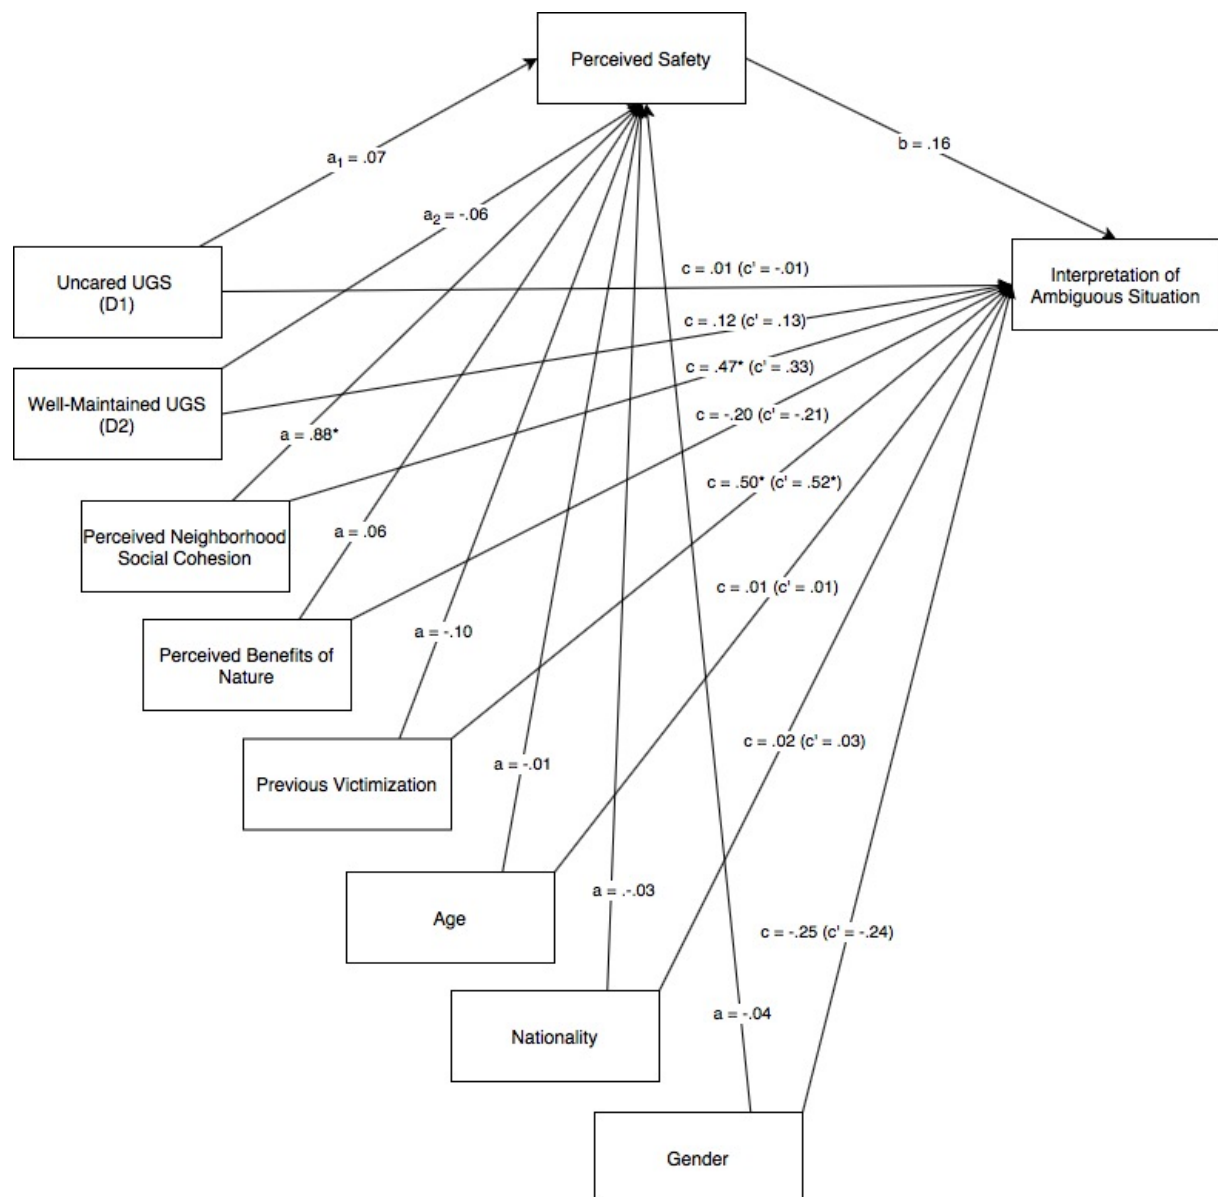 Perceived Safety
a₁ = .07
b = .16
a₂ = -.06
Uncared UGS
(D1)
c = .01 (c' = -.01)
Interpretation of
Ambiguous Situation
c = .12 (c' = .13)
Well-Maintained UGS
(D2)
c = .47* (c' = .33)
c = -.20 (c' = -.21)
a = .88*
c = .50* (c' = .52*)
Perceived Neighborhood
Social Cohesion
a = .06
c = .01 (c' = .01)
a = -.10
Perceived Benefits of
Nature
c = .02 (c' = .03)
a = -.01
Previous Victimization
a = .-.03
Age
c = -.25 (c' = -.24)
a = -.04
Nationality
Gender